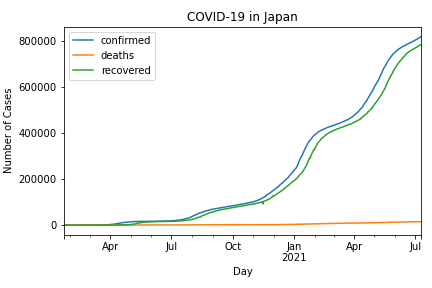 COVID-19 in Japan
confirmed
deaths
recovered
Number of Cases
800000
600000
400000
200000
0
Apr
Jul
Oct
Jan
2021
Apr
Jul
Day